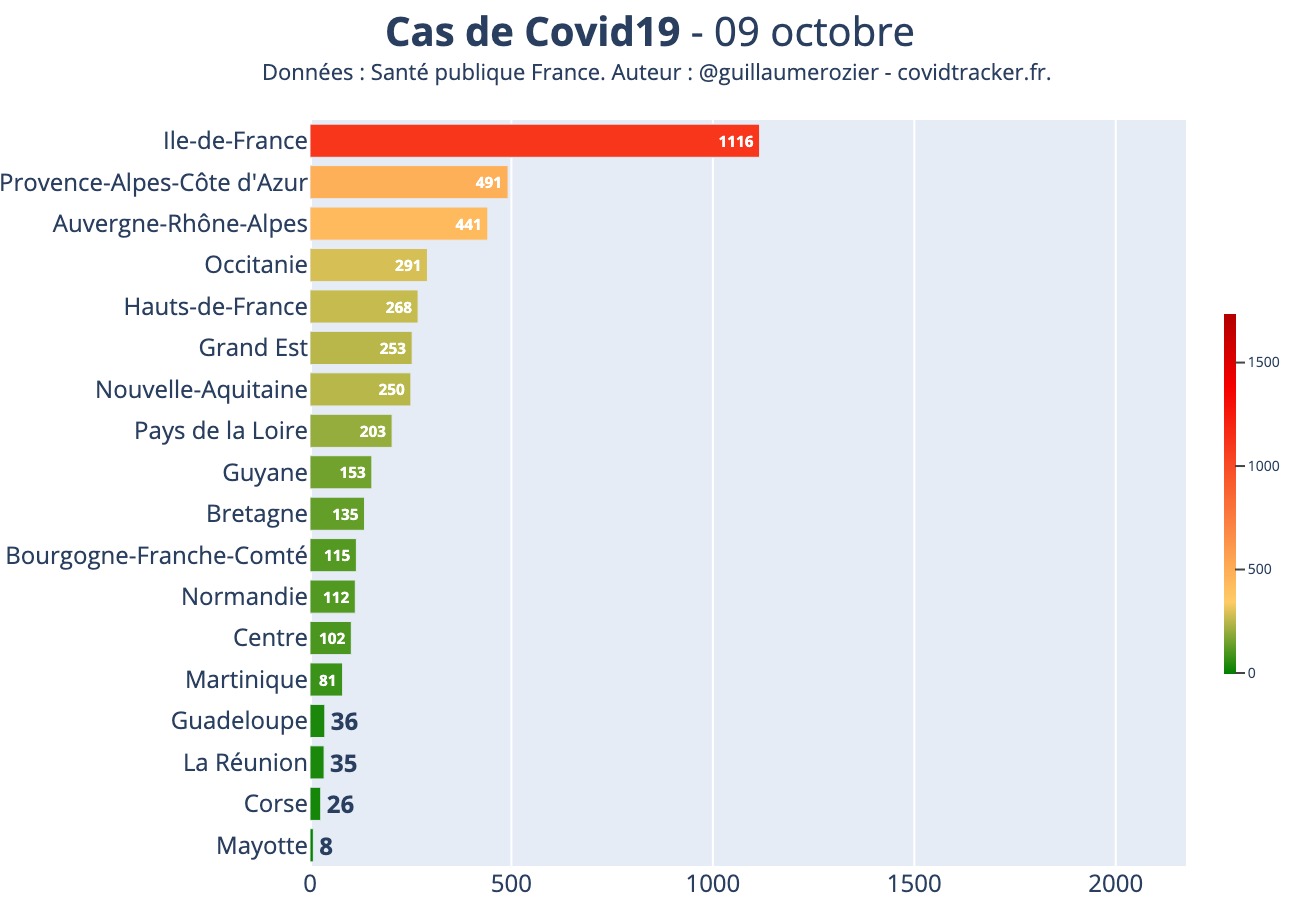 Cas de Covid19 - 09 octobre
Données : Santé publique France. Auteur : @guillaumerozier - covidtracker.fr.
Ile-de-France 1116
Provence-Alpes-Côte d'Azur 491
Auvergne-Rhône-Alpes 441
Occitanie 291
Hauts-de-France 268
Grand Est 253
Nouvelle-Aquitaine 250
Pays de la Loire 203
Guyane 153
Bretagne 135
Bourgogne-Franche-Comté 115
Normandie 112
Centre 102
Martinique 81
Guadeloupe 36
La Réunion 35
Corse 26
Mayotte 8
0 500 1000 1500 2000
1500
1000
500
0